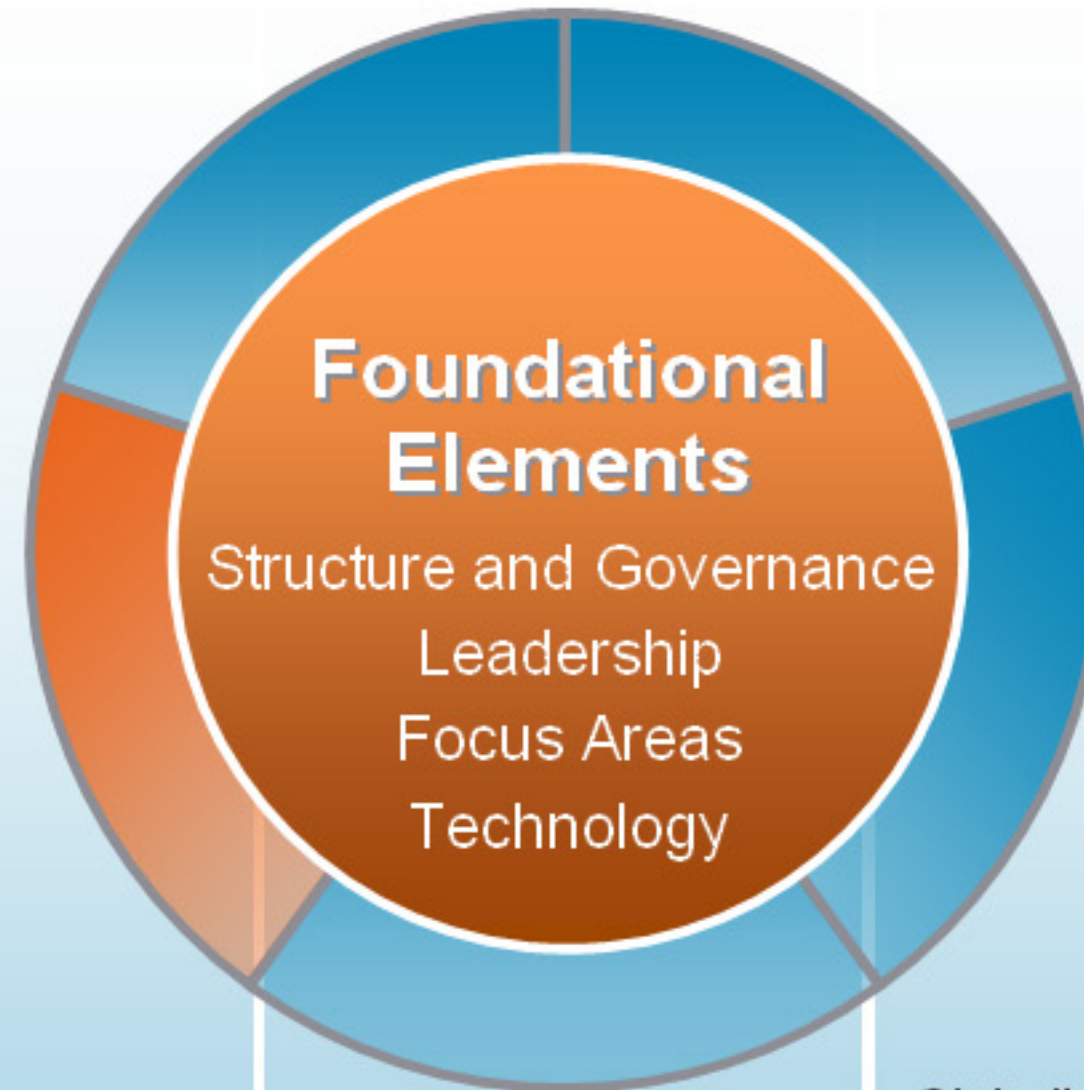 Foundational
Elements
Structure and Governance
Leadership
Focus Areas
Technology